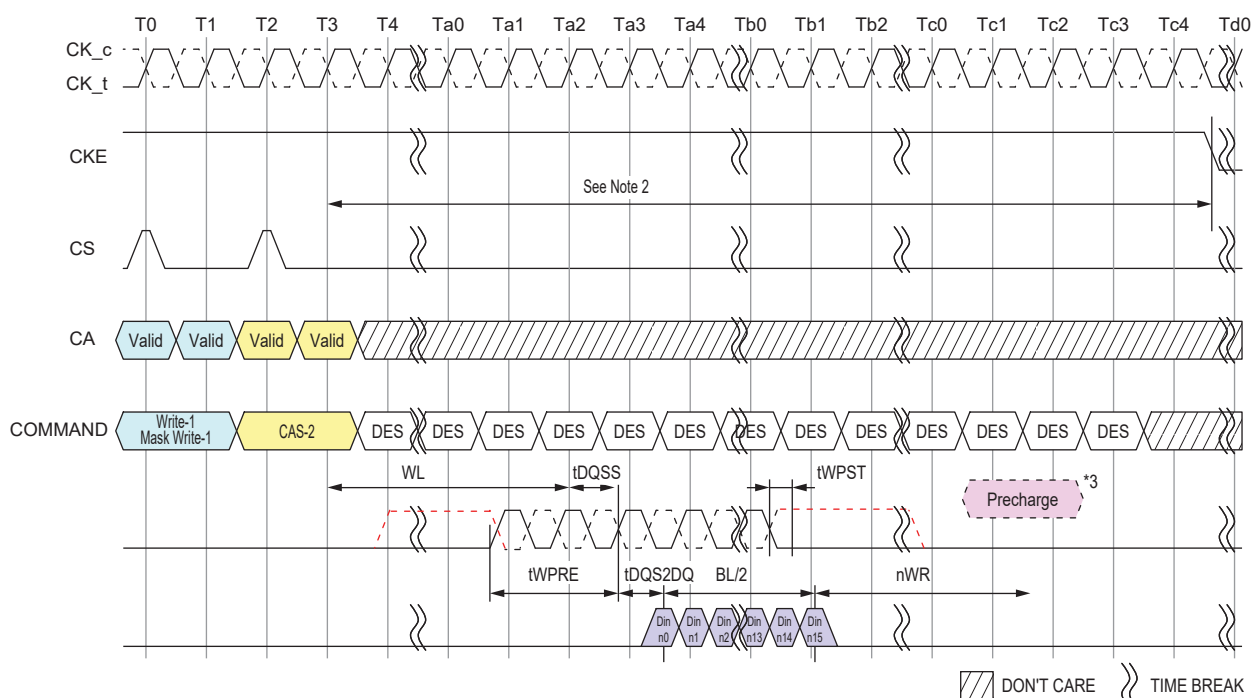 T0 T1 T2 T3 T4 Ta0 Ta1 Ta2 Ta3 Ta4 Tb0 Tb1 Tb2 Tc0 Tc1 Tc2 Tc3 Tc4 Td0
CK_c
CK_t
CKE
See Note 2
CS
CA Valid Valid Valid Valid
COMMAND Write-1 Mask Write-1 CAS-2 DES DES DES DES DES DES DES DES DES DES DES DES DES
WL tDQSS tWPST
Precharge *3
tWPRE tDQS2DQ BL/2 nWR
Din n0 Din n1 Din n2 Din n13 Din n14 Din n15
DON'T CARE TIME BREAK